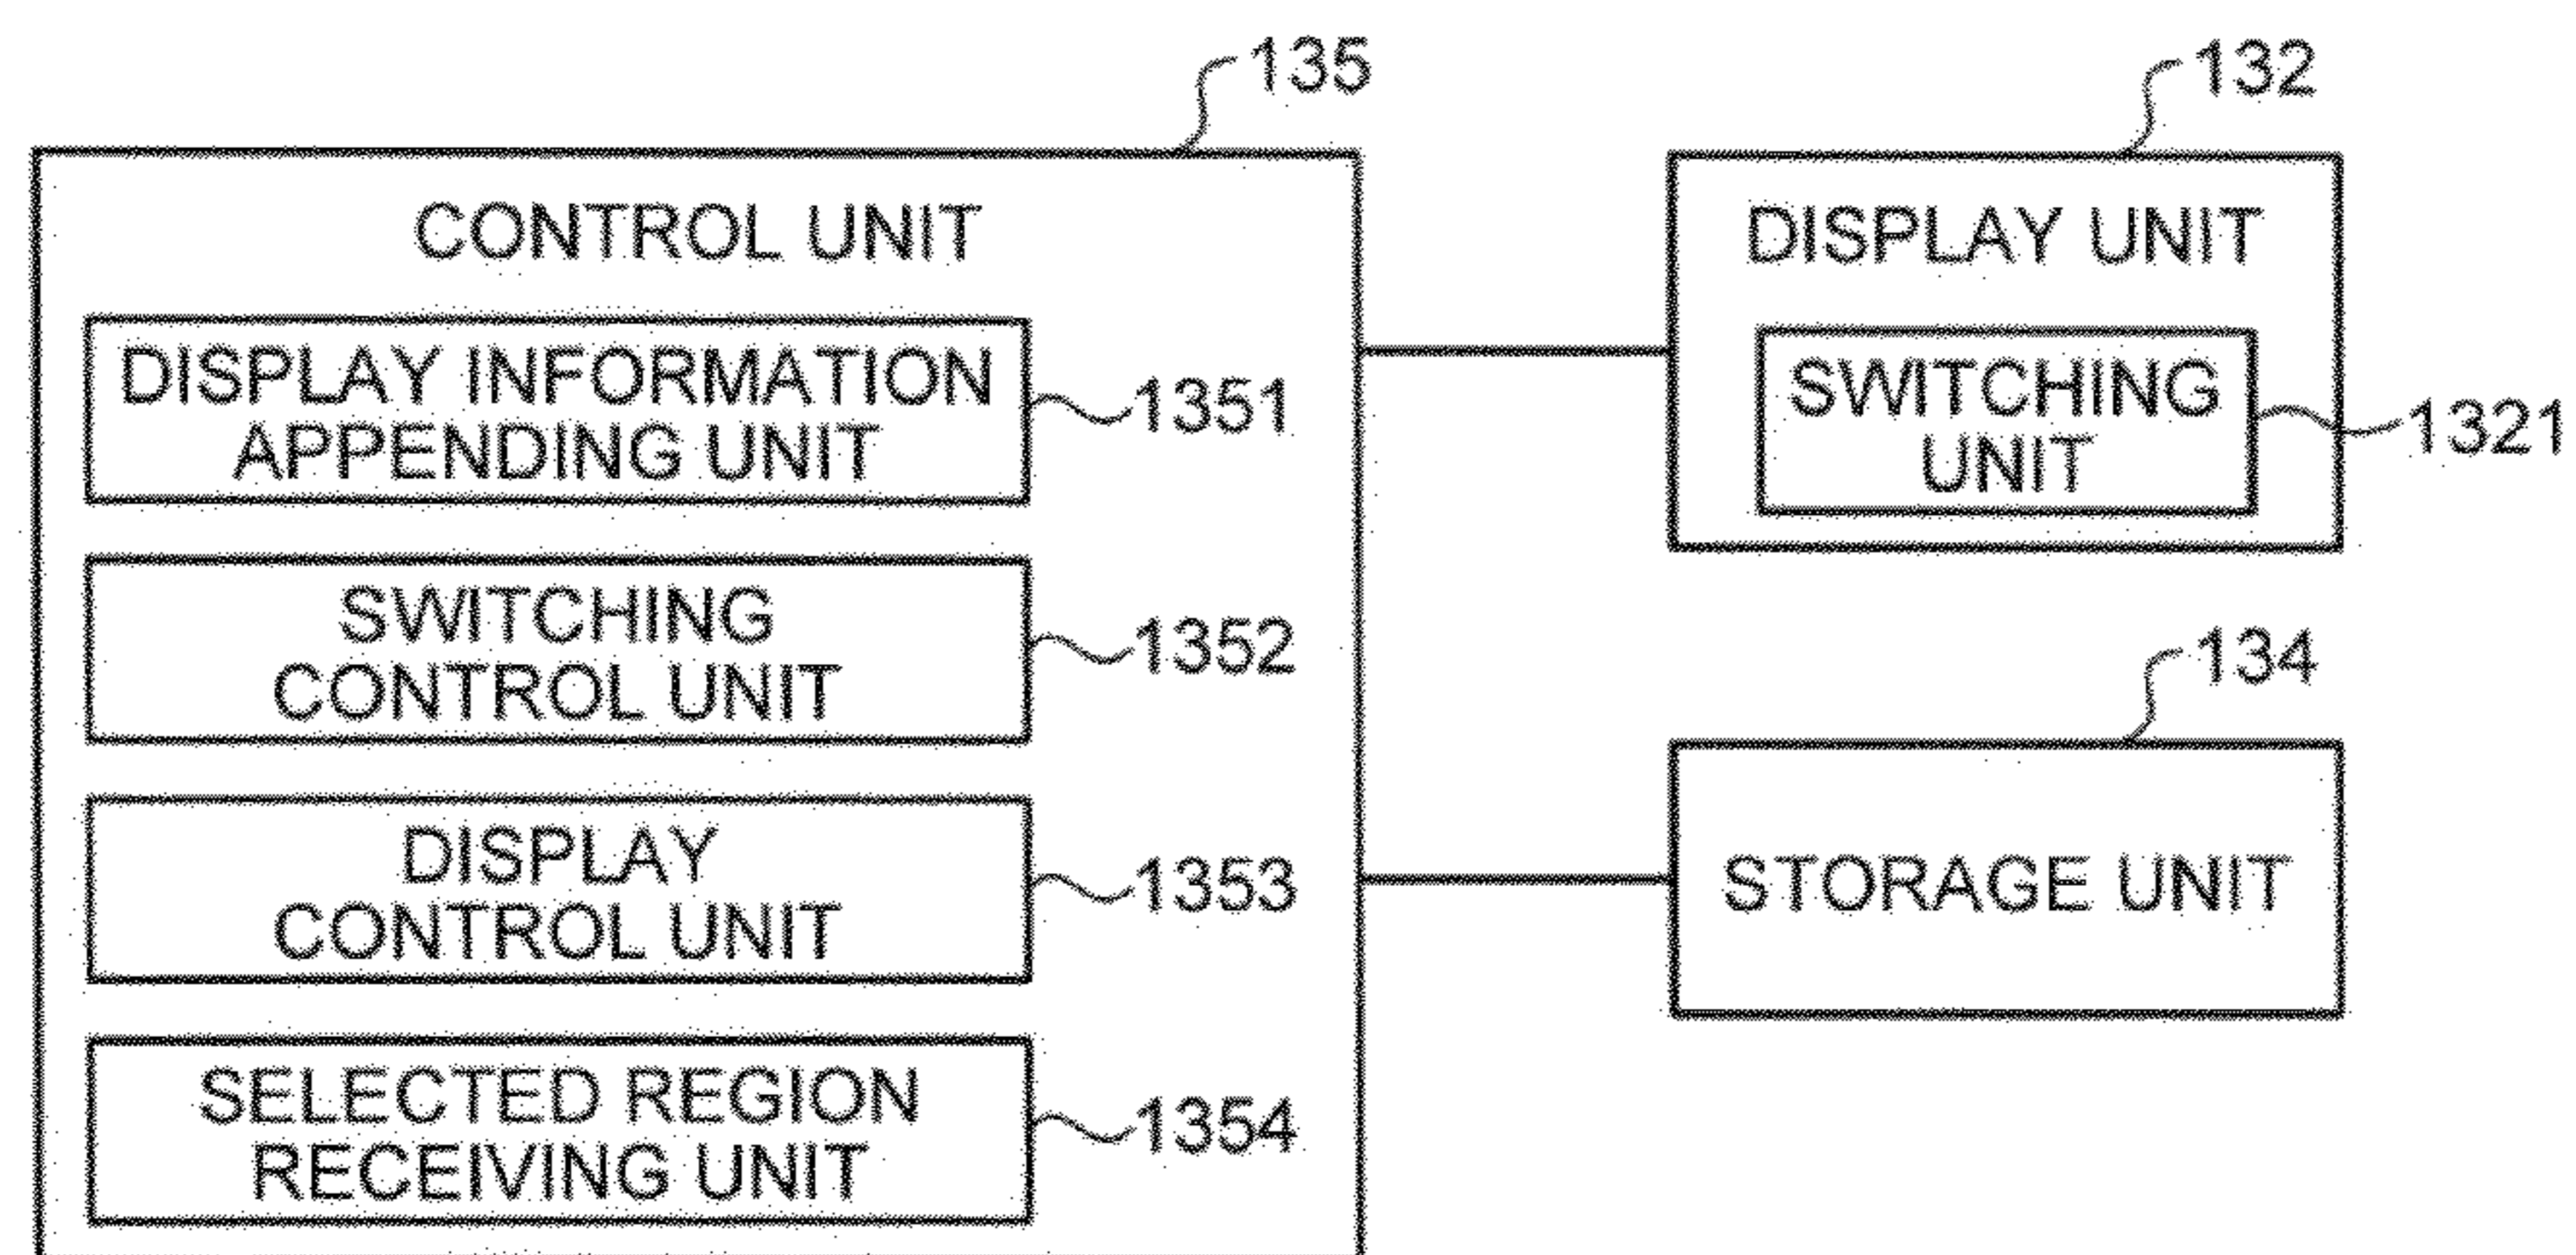 135
CONTROL UNIT
DISPLAY INFORMATION
APPENDING UNIT
1351
SWITCHING
CONTROL UNIT
1352
DISPLAY
CONTROL UNIT
1353
SELECTED REGION
RECEIVING UNIT
1354
132
DISPLAY UNIT
SWITCHING
UNIT
1321
134
STORAGE UNIT